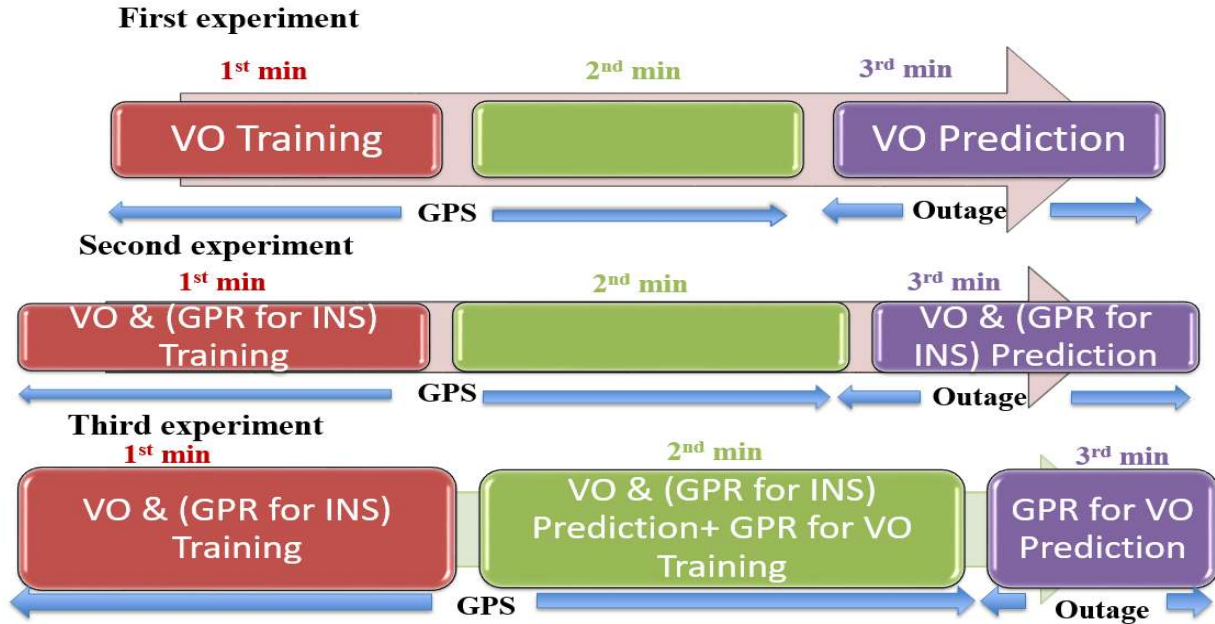 First experiment
1st min 2nd min 3rd min
VO Training VO Prediction
GPS Outage
Second experiment
1st min 2nd min 3rd min
VO & (GPR for INS)
Training
VO & (GPR for
INS) Prediction
GPS Outage
Third experiment
1st min 2nd min 3rd min
VO & (GPR for INS)
Training
VO & (GPR for INS)
Prediction+ GPR for VO
Training
GPR for VO
Prediction
GPS Outage